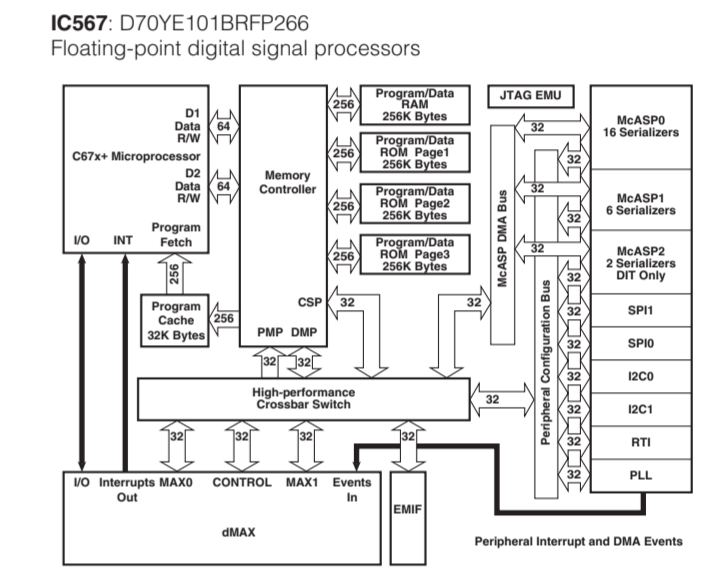 IC567: D70YE101BRFP266
Floating-point digital signal processors
D1
Data
R/W
64
C67x+ Microprocessor
D2
Data
R/W
64
I/O
INT
Program
Fetch
256
Program
Cache
32K Bytes
256
Memory
Controller
CSP
32
PMP DMP
32
32
256
Program/Data
RAM
256K Bytes
256
Program/Data
ROM Page1
256K Bytes
256
Program/Data
ROM Page2
256K Bytes
256
Program/Data
ROM Page3
256K Bytes
JTAG EMU
McASP DMA Bus
32
32
32
32
Peripheral Configuration Bus
32
McASP0
16 Serializers
32
McASP1
6 Serializers
32
McASP2
2 Serializers
DIT Only
32
SPI1
32
SPI0
32
I2C0
32
I2C1
32
RTI
32
PLL
High-performance
Crossbar Switch
32
32
32
32
32
I/O
Interrupts
Out
MAX0
CONTROL
MAX1
Events
In
dMAX
EMIF
Peripheral Interrupt and DMA Events